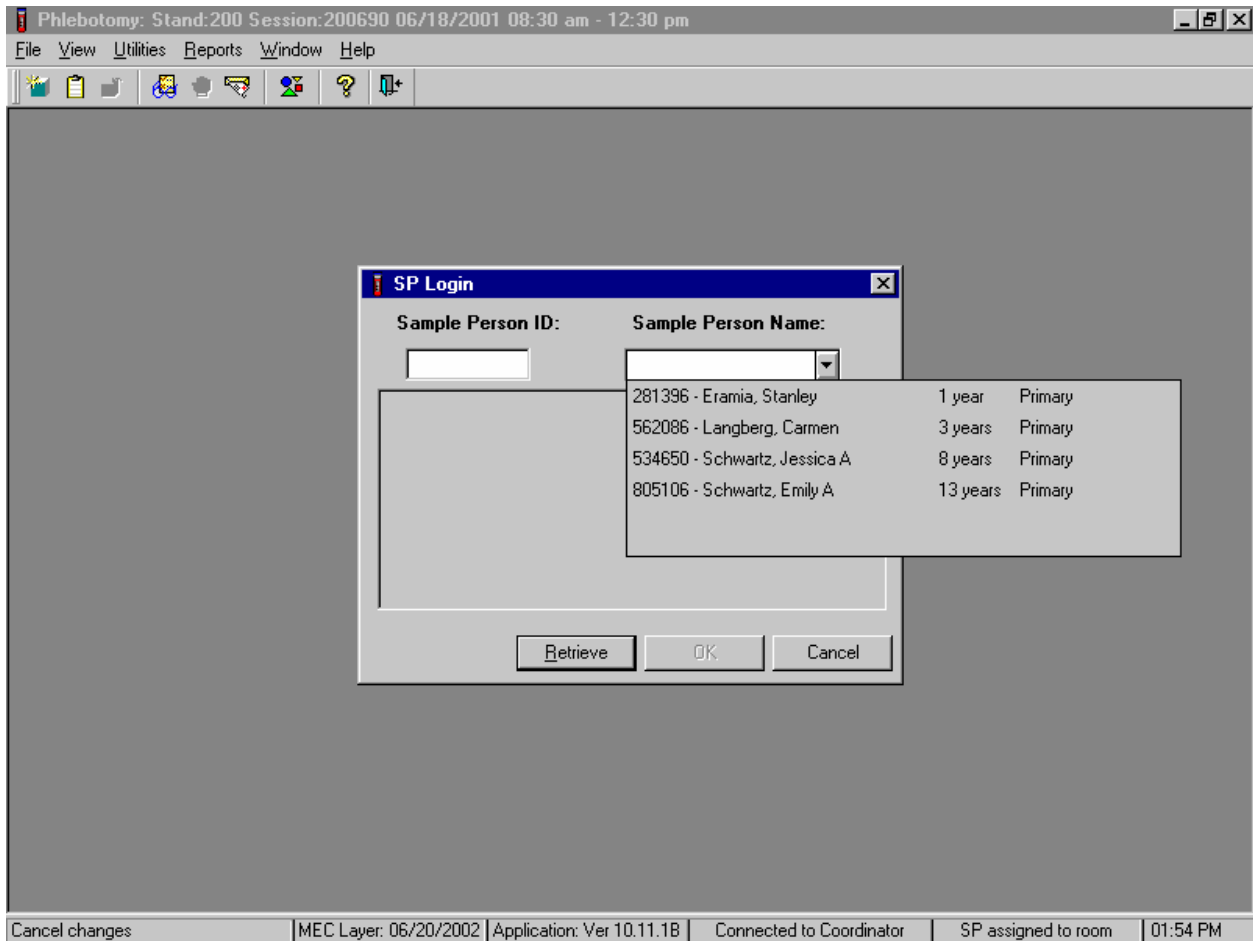 Phlebotomy: Stand:200 Session:200690 06/18/2001 08:30 am - 12:30 pm
File View Utilities Reports Window Help
SP Login
Sample Person ID: Sample Person Name:
281396 - Eramia, Stanley 1 year Primary
562086 - Langberg, Carmen 3 years Primary
534650 - Schwartz, Jessica A 8 years Primary
805106 - Schwartz, Emily A 13 years Primary
Retrieve OK Cancel
Cancel changes MEC Layer: 06/20/2002 Application: Ver 10.11.1B Connected to Coordinator SP assigned to room 01:54 PM